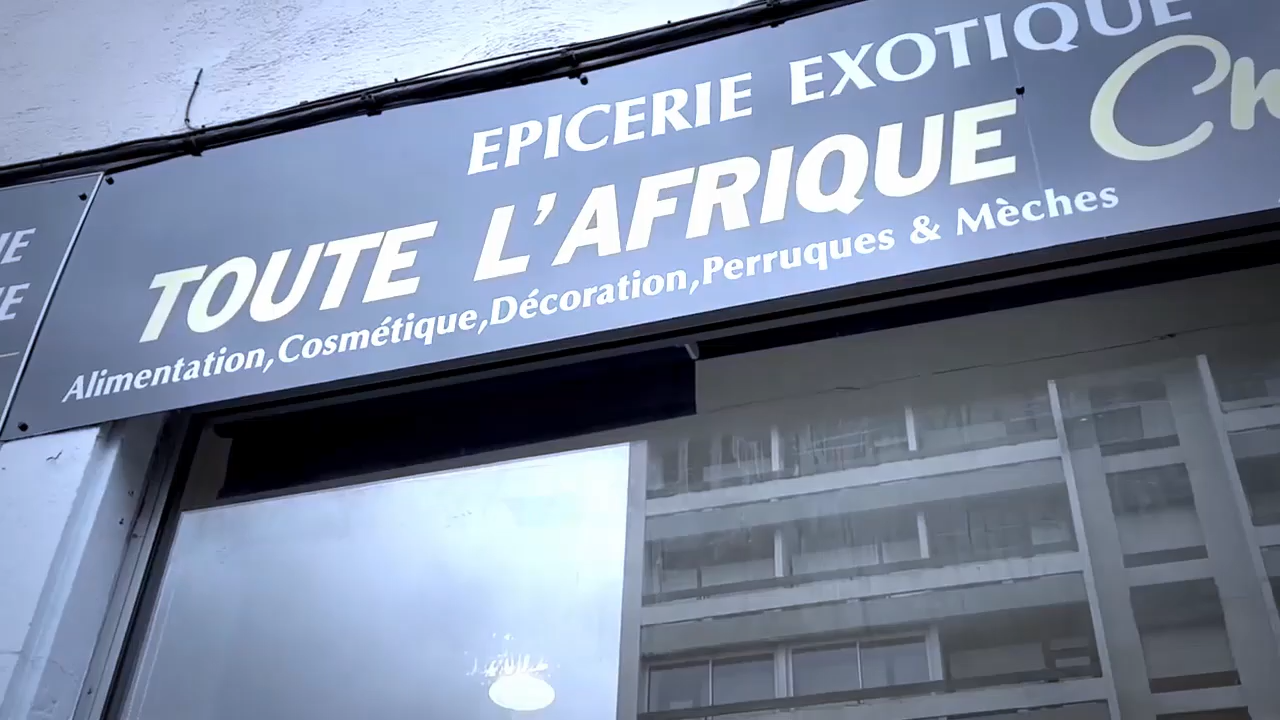 EPICERIE EXOTIQUE
TOUTE L'AFRIQUE
Alimentation,Cosmétique,Décoration,Perruques & Mèches